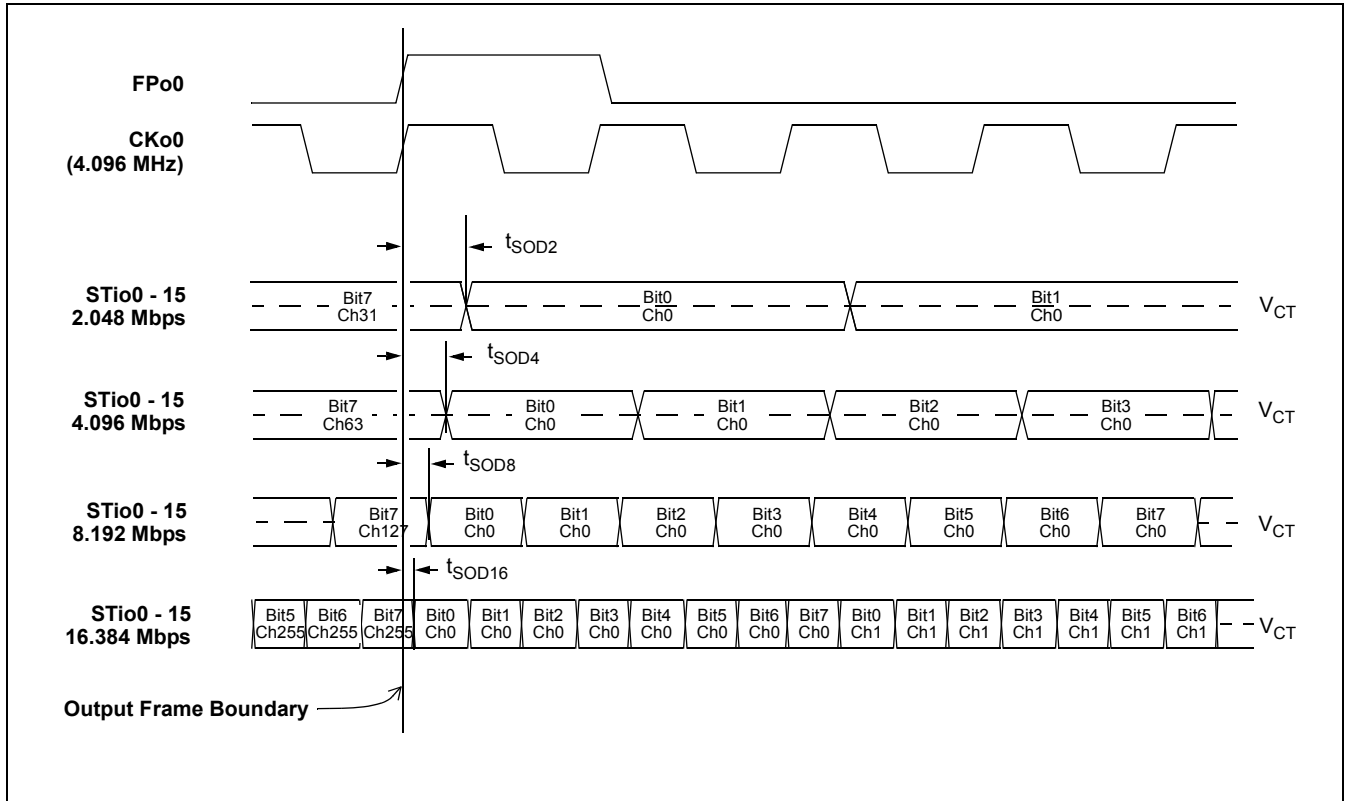 FPo0
CKo0
(4.096 MHz)
tSOD2
STio0 - 15
2.048 Mbps
Bit7
Ch31
Bit0
Ch0
Bit1
Ch0
VCT
tSOD4
STio0 - 15
4.096 Mbps
Bit7
Ch63
Bit0
Ch0
Bit1
Ch0
Bit2
Ch0
Bit3
Ch0
VCT
tSOD8
STio0 - 15
8.192 Mbps
Bit7
Ch127
Bit0
Ch0
Bit1
Ch0
Bit2
Ch0
Bit3
Ch0
Bit4
Ch0
Bit5
Ch0
Bit6
Ch0
Bit7
Ch0
VCT
tSOD16
STio0 - 15
16.384 Mbps
Bit5
Ch255
Bit6
Ch255
Bit7
Ch255
Bit0
Ch0
Bit1
Ch0
Bit2
Ch0
Bit3
Ch0
Bit4
Ch0
Bit5
Ch0
Bit6
Ch0
Bit7
Ch0
Bit0
Ch1
Bit1
Ch1
Bit2
Ch1
Bit3
Ch1
Bit4
Ch1
Bit5
Ch1
Bit6
Ch1
VCT
Output Frame Boundary